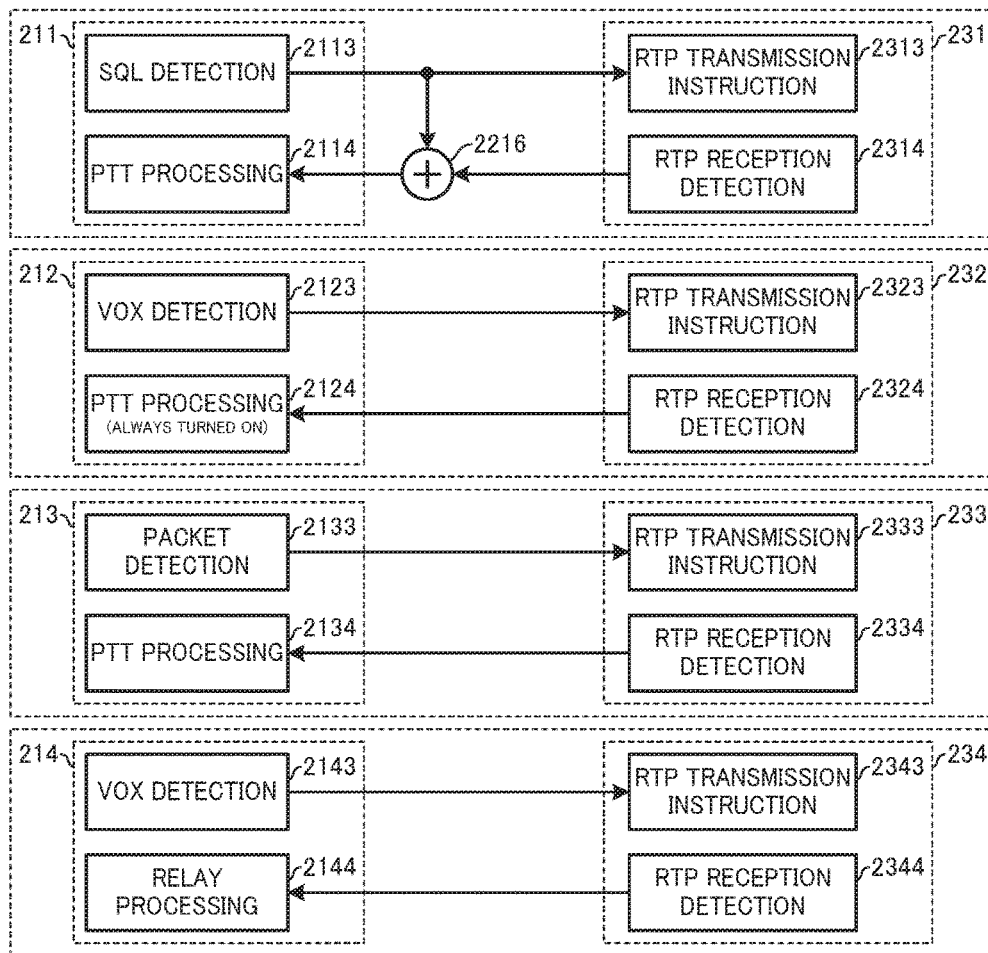 211
SQL DETECTION
2113
RTP TRANSMISSION
INSTRUCTION
2313
231
PTT PROCESSING
2114
2216
+
RTP RECEPTION
DETECTION
2314
212
VOX DETECTION
2123
RTP TRANSMISSION
INSTRUCTION
2323
232
PTT PROCESSING
(ALWAYS TURNED ON)
2124
RTP RECEPTION
DETECTION
2324
213
PACKET
DETECTION
2133
RTP TRANSMISSION
INSTRUCTION
2333
233
PTT PROCESSING
2134
RTP RECEPTION
DETECTION
2334
214
VOX DETECTION
2143
RTP TRANSMISSION
INSTRUCTION
2343
234
RELAY
PROCESSING
2144
RTP RECEPTION
DETECTION
2344